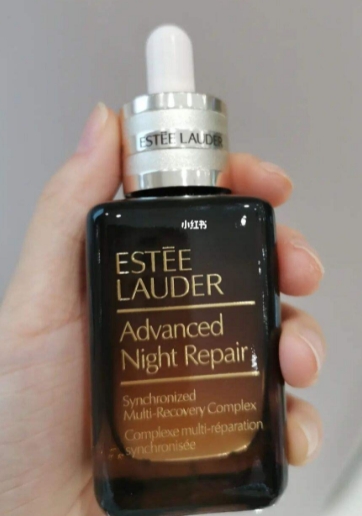 ESTĒE LAUDER
小红书
ESTĒE
LAUDER
Advanced
Night Repair
Synchronized
Multi-Recovery Complex
Complexe multi-réparation
synchronisée